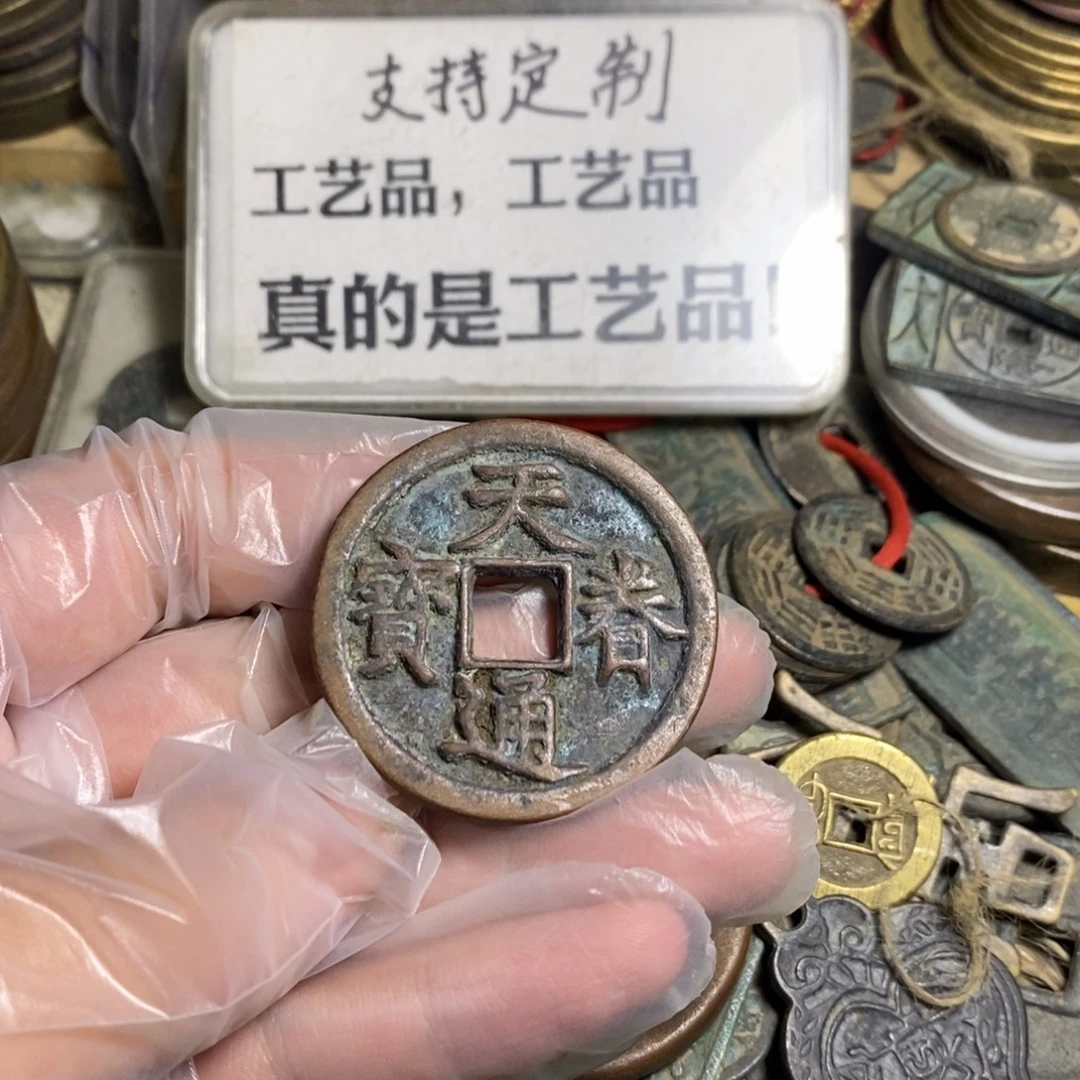 支持定制
工艺品，工艺品
真的是工艺品！
天眷通寶